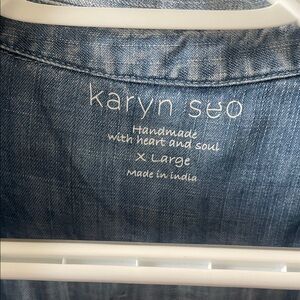 karyn seo
Handmade
with heart and soul
X Large
Made in india